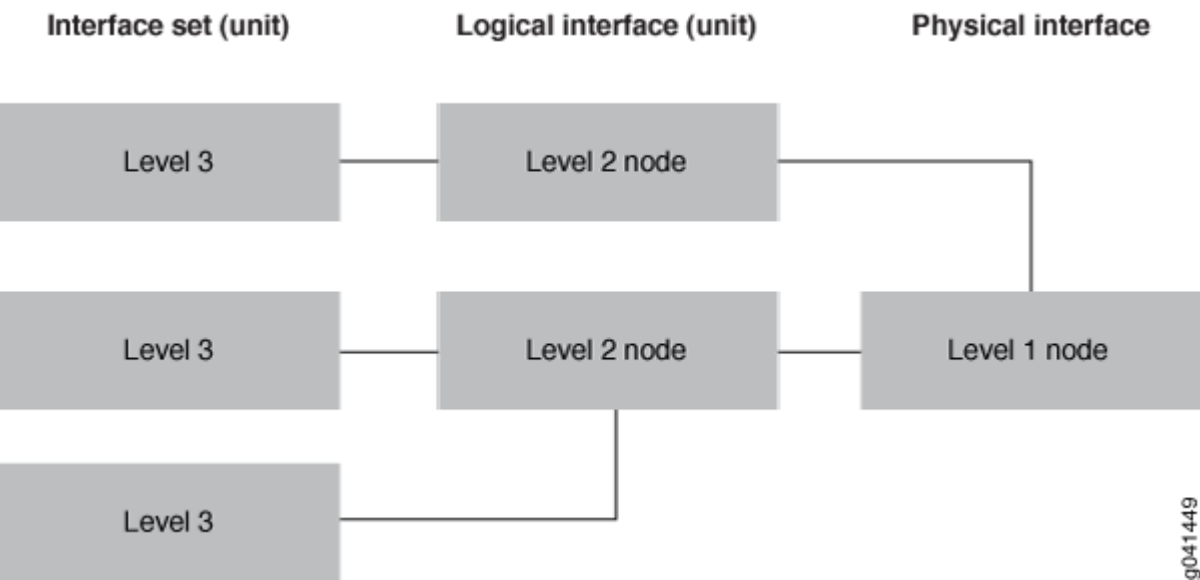 Interface set (unit)
Logical interface (unit)
Physical interface
Level 3
Level 2 node
Level 3
Level 2 node
Level 1 node
Level 3
g041449